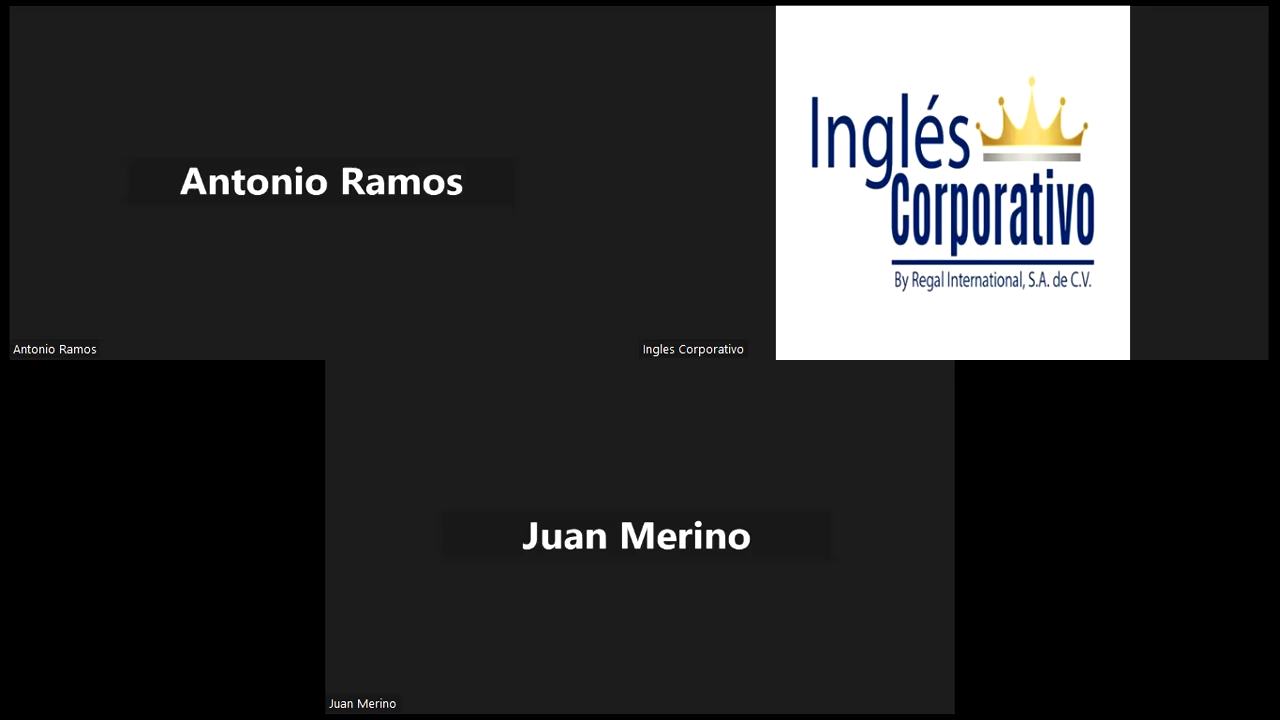 Antonio Ramos
Antonio Ramos
Inglés
Corporativo
By Regal International, S.A. de C.V.
Ingles Corporativo
Juan Merino
Juan Merino